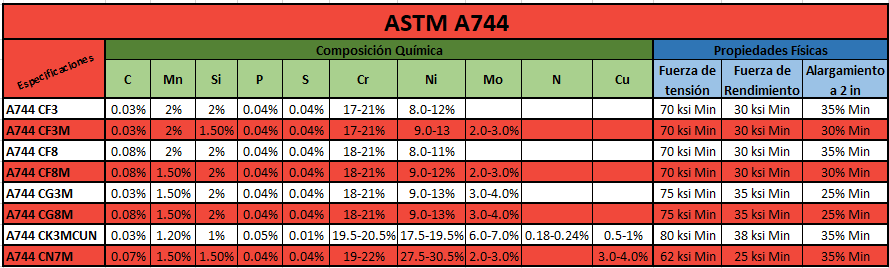 ASTM A744
Especificaciones Composición Química Propiedades Físicas
C Mn Si P S Cr Ni Mo N Cu Fuerza de tensión Fuerza de Rendimiento Alargamiento a 2 in
A744 CF3 0.03% 2% 2% 0.04% 0.04% 17-21% 8.0-12% 70 ksi Min 30 ksi Min 35% Min
A744 CF3M 0.03% 2% 1.50% 0.04% 0.04% 17-21% 9.0-13 2.0-3.0% 70 ksi Min 30 ksi Min 30% Min
A744 CF8 0.08% 2% 2% 0.04% 0.04% 18-21% 8.0-11% 70 ksi Min 30 ksi Min 35% Min
A744 CF8M 0.08% 1.50% 2% 0.04% 0.04% 18-21% 9.0-12% 2.0-3.0% 70 ksi Min 30 ksi Min 30% Min
A744 CG3M 0.03% 1.50% 2% 0.04% 0.04% 18-21% 9.0-13% 3.0-4.0% 75 ksi Min 35 ksi Min 25% Min
A744 CG8M 0.08% 1.50% 2% 0.04% 0.04% 18-21% 9.0-13% 3.0-4.0% 75 ksi Min 35 ksi Min 25% Min
A744 CK3MCUN 0.03% 1.20% 1% 0.05% 0.01% 19.5-20.5% 17.5-19.5% 6.0-7.0% 0.18-0.24% 0.5-1% 80 ksi Min 38 ksi Min 35% Min
A744 CN7M 0.07% 1.50% 1.50% 0.04% 0.04% 19-22% 27.5-30.5% 2.0-3.0% 3.0-4.0% 62 ksi Min 25 ksi Min 35% Min